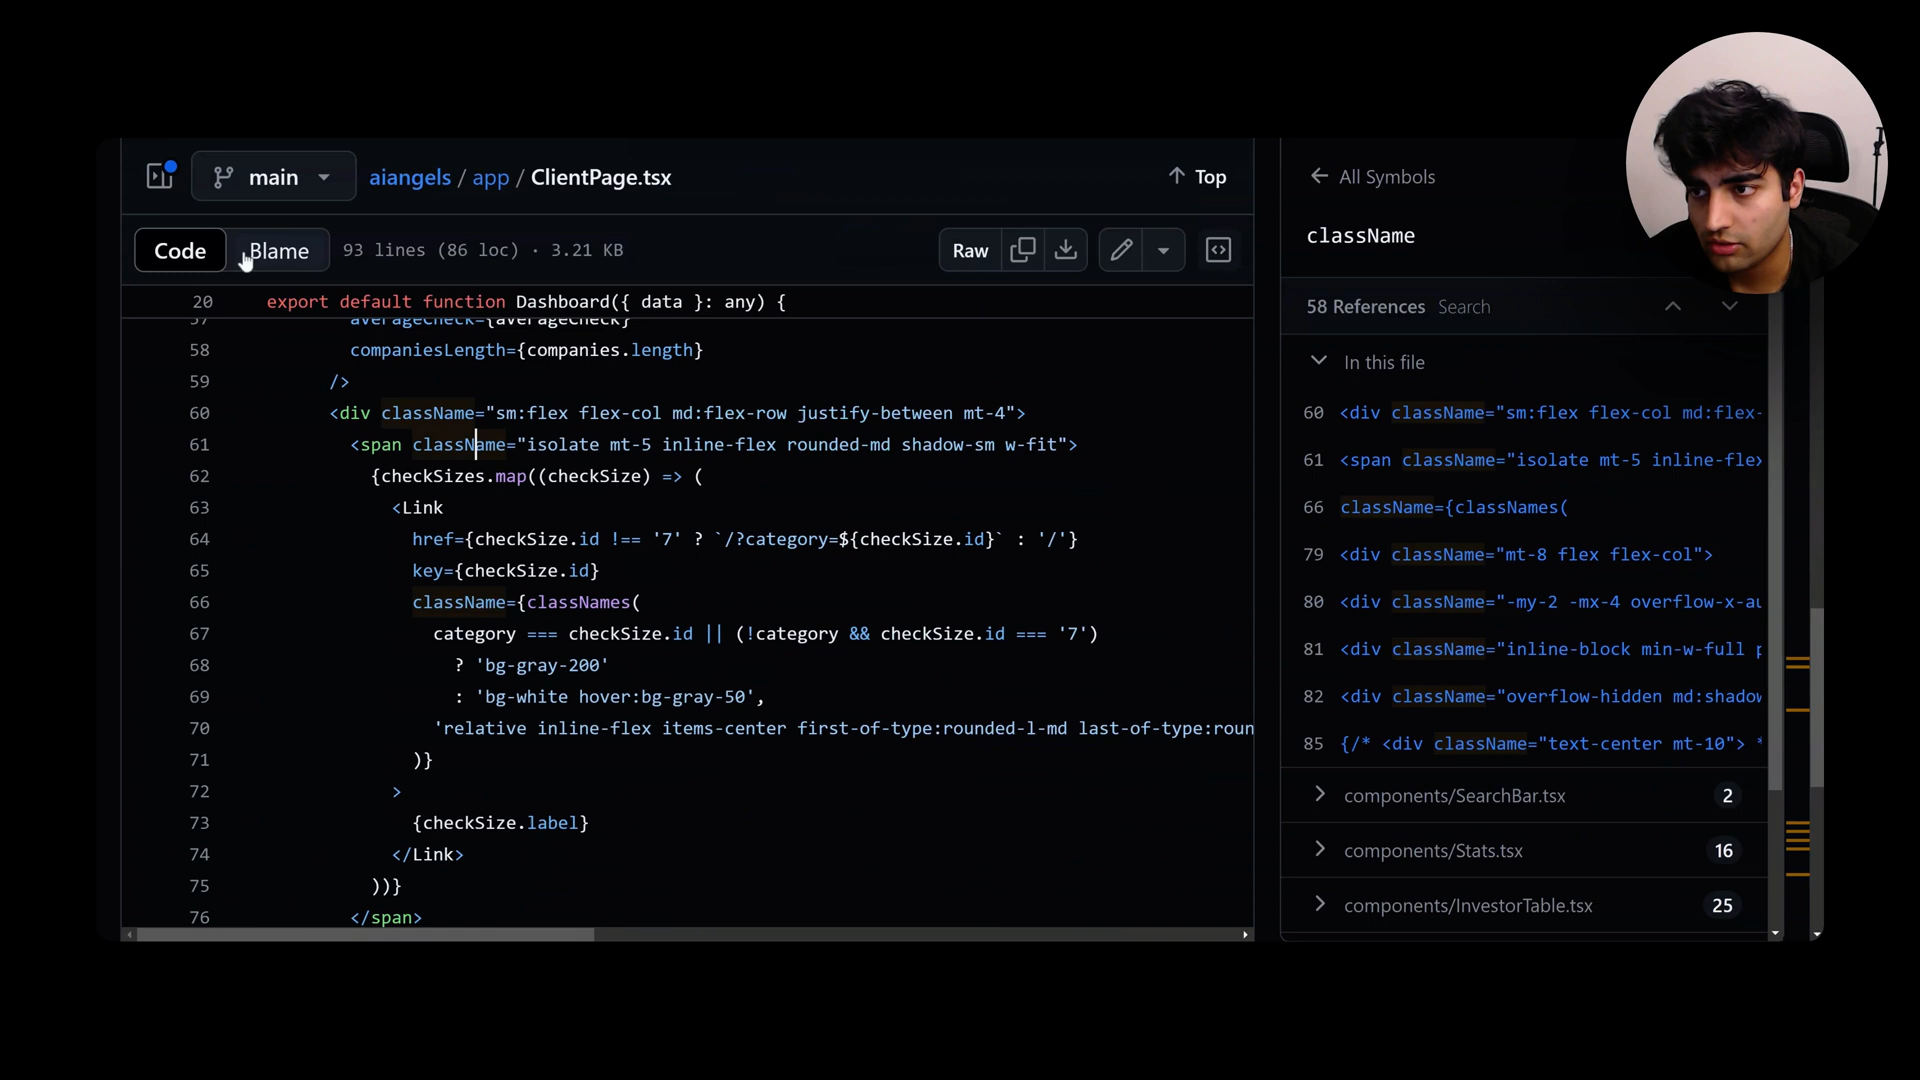 main
aiangels / app / ClientPage.tsx
Top
Code
Blame
93 lines (86 loc) · 3.21 KB
Raw
20 export default function Dashboard({ data }: any) {
57 averageCheck={averageCheck}
58 companiesLength={companies.length}
59 />
60 <div className="sm:flex flex-col md:flex-row justify-between mt-4">
61 <span className="isolate mt-5 inline-flex rounded-md shadow-sm w-fit">
62 {checkSizes.map((checkSize) => (
63 <Link
64 href={checkSize.id !== '7' ? `/?category=${checkSize.id}` : '/'}
65 key={checkSize.id}
66 className={classNames(
67 category === checkSize.id || (!category && checkSize.id === '7')
68 ? 'bg-gray-200'
69 : 'bg-white hover:bg-gray-50',
70 'relative inline-flex items-center first-of-type:rounded-l-md last-of-type:roun
71 )}
72 >
73 {checkSize.label}
74 </Link>
75 ))}
76 </span>
All Symbols
className
58 References Search
In this file
60 <div className="sm:flex flex-col md:flex-
61 <span className="isolate mt-5 inline-flex
66 className={classNames(
79 <div className="mt-8 flex flex-col">
80 <div className="-my-2 -mx-4 overflow-x-au
81 <div className="inline-block min-w-full p
82 <div className="overflow-hidden md:shadow
85 {/* <div className="text-center mt-10"> *
components/SearchBar.tsx 2
components/Stats.tsx 16
components/InvestorTable.tsx 25